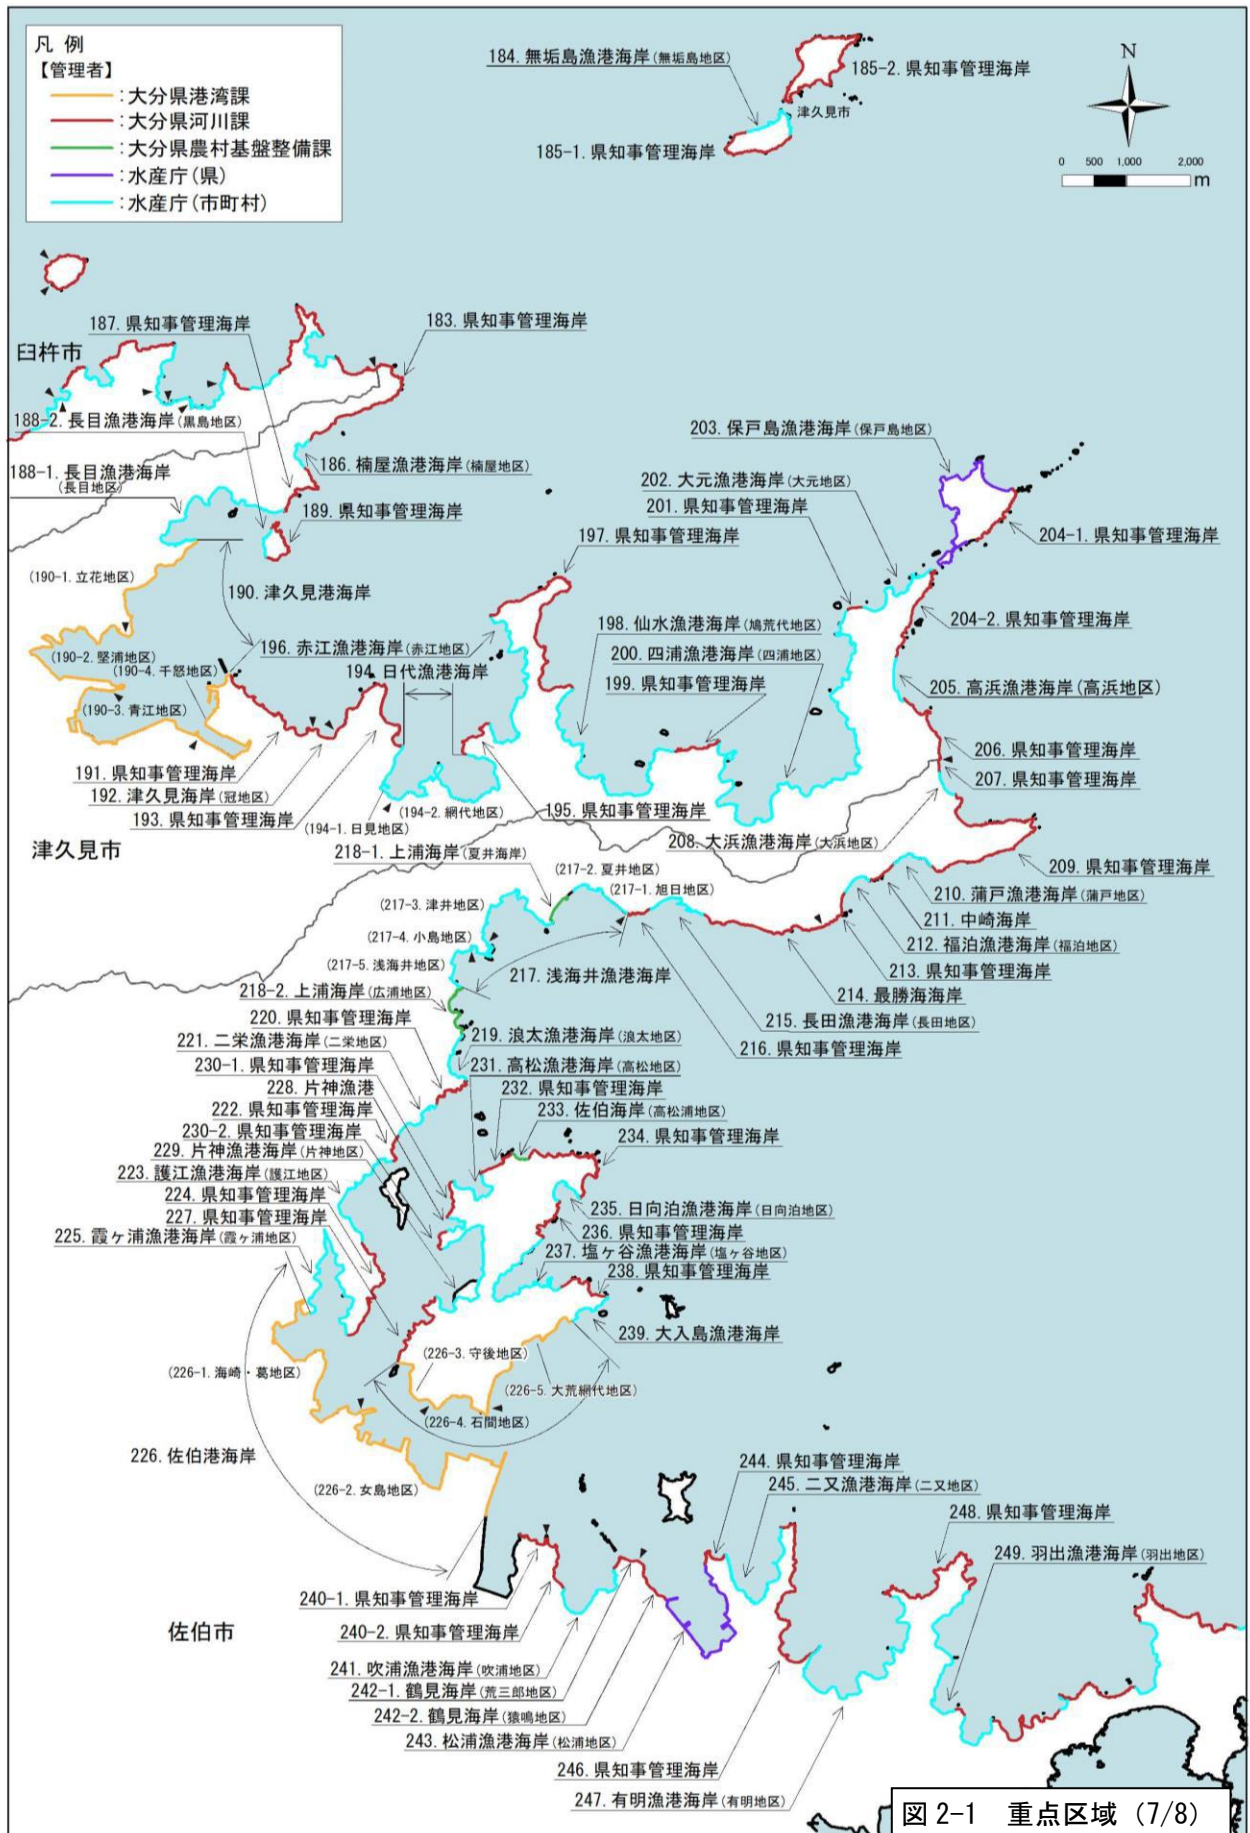 凡 例
【管理者】
:大分県港湾課
:大分県河川課
:大分県農村基盤整備課
:水産庁(県)
:水産庁(市町村)
N
0 500 1,000 2,000
m
184. 無垢島漁港海岸(無垢島地区)
185-2. 県知事管理海岸
津久見市
185-1. 県知事管理海岸
187. 県知事管理海岸
183. 県知事管理海岸
臼杵市
188-2. 長目漁港海岸(黒島地区)
203. 保戸島漁港海岸(保戸島地区)
188-1. 長目漁港海岸
(長目地区)
186. 楠屋漁港海岸(楠屋地区)
202. 大元漁港海岸(大元地区)
201. 県知事管理海岸
189. 県知事管理海岸
197. 県知事管理海岸
204-1. 県知事管理海岸
(190-1. 立花地区)
190. 津久見港海岸
198. 仙水漁港海岸(鳩荒代地区)
204-2. 県知事管理海岸
196. 赤江漁港海岸(赤江地区)
200. 四浦漁港海岸(四浦地区)
(190-2. 堅浦地区)
(190-4. 千怒地区)
194. 日代漁港海岸
199. 県知事管理海岸
205. 高浜漁港海岸(高浜地区)
(190-3. 青江地区)
206. 県知事管理海岸
191. 県知事管理海岸
207. 県知事管理海岸
192. 津久見海岸(冠地区)
193. 県知事管理海岸
(194-2. 網代地区)
195. 県知事管理海岸
(194-1. 日見地区)
208. 大浜漁港海岸(大浜地区)
津久見市
218-1. 上浦海岸(夏井海岸)
(217-2. 夏井地区)
209. 県知事管理海岸
(217-1. 旭日地区)
210. 蒲戸漁港海岸(蒲戸地区)
(217-3. 津井地区)
211. 中崎海岸
(217-4. 小島地区)
212. 福泊漁港海岸(福泊地区)
(217-5. 浅海井地区)
217. 浅海井漁港海岸
213. 県知事管理海岸
218-2. 上浦海岸(広浦地区)
214. 最勝海海岸
220. 県知事管理海岸
215. 長田漁港海岸(長田地区)
221. 二栄漁港海岸(二栄地区)
219. 浪太漁港海岸(浪太地区)
216. 県知事管理海岸
230-1. 県知事管理海岸
231. 高松漁港海岸(高松地区)
228. 片神漁港
232. 県知事管理海岸
222. 県知事管理海岸
233. 佐伯海岸(高松浦地区)
230-2. 県知事管理海岸
234. 県知事管理海岸
229. 片神漁港海岸(片神地区)
223. 護江漁港海岸(護江地区)
224. 県知事管理海岸
235. 日向泊漁港海岸(日向泊地区)
227. 県知事管理海岸
236. 県知事管理海岸
225. 霞ヶ浦漁港海岸(霞ヶ浦地区)
237. 塩ヶ谷漁港海岸(塩ヶ谷地区)
238. 県知事管理海岸
239. 大入島漁港海岸
(226-3. 守後地区)
(226-1. 海崎・葛地区)
(226-5. 大荒網代地区)
(226-4. 石間地区)
226. 佐伯港海岸
244. 県知事管理海岸
245. 二又漁港海岸(二又地区)
(226-2. 女島地区)
248. 県知事管理海岸
249. 羽出漁港海岸(羽出地区)
240-1. 県知事管理海岸
佐伯市
240-2. 県知事管理海岸
241. 吹浦漁港海岸(吹浦地区)
242-1. 鶴見海岸(荒三郎地区)
242-2. 鶴見海岸(猿鳴地区)
243. 松浦漁港海岸(松浦地区)
246. 県知事管理海岸
247. 有明漁港海岸(有明地区)
図 2-1 重点区域 (7/8)